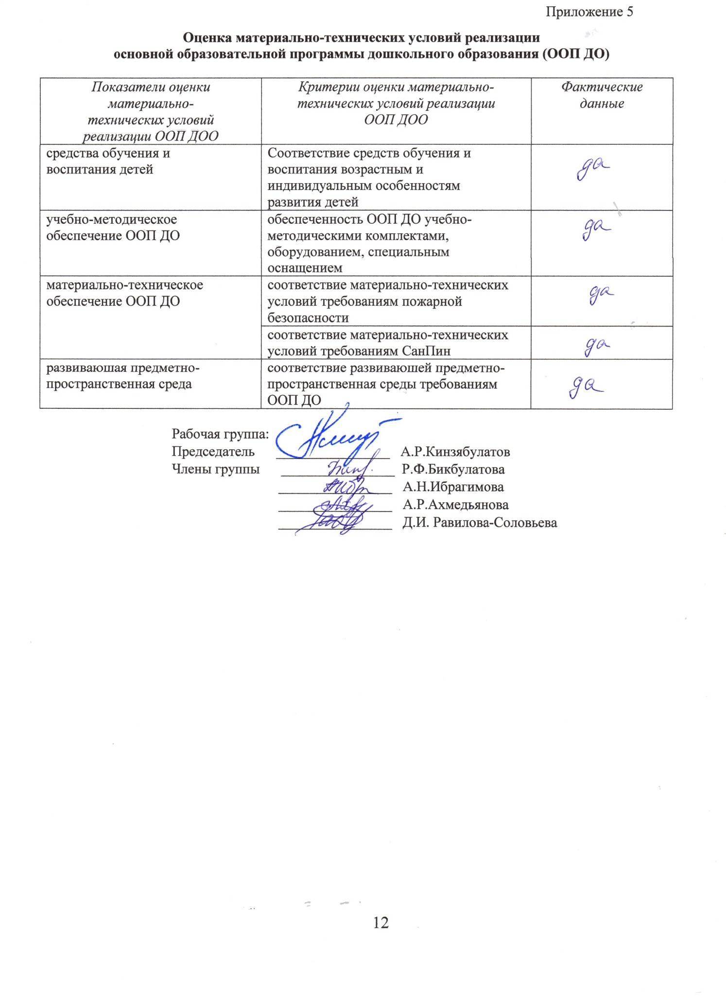 Приложение 5
Оценка материально-технических условий реализации
основной образовательной программы дошкольного образования (ООП ДО)
Показатели оценки
материально-
технических условий
реализации ООП ДОО
Критерии оценки материально-
технических условий реализации
ООП ДОО
Фактические
данные
средства обучения и
воспитания детей
Соответствие средств обучения и
воспитания возрастным и
индивидуальным особенностям
развития детей
да
учебно-методическое
обеспечение ООП ДО
обеспеченность ООП ДО учебно-
методическими комплектами,
оборудованием, специальным
оснащением
да
материально-техническое
обеспечение ООП ДО
соответствие материально-технических
условий требованиям пожарной
безопасности
да
соответствие материально-технических
условий требованиям СанПин
да
развиваюшая предметно-
пространственная среда
соответствие развиваюшей предметно-
пространственная среды требованиям
ООП ДО
да
Рабочая группа:
Председатель А.Р.Кинзябулатов
Члены группы Р.Ф.Бикбулатова
А.Н.Ибрагимова
А.Р.Ахмедьянова
Д.И. Равилова-Соловьева
12